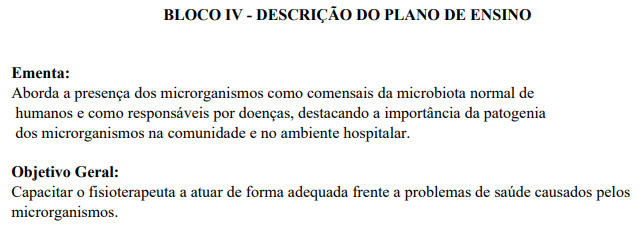 BLOCO IV - DESCRIÇÃO DO PLANO DE ENSINO
Ementa:
Aborda a presença dos microrganismos como comensais da microbiota normal de
humanos e como responsáveis por doenças, destacando a importância da patogenia
dos microrganismos na comunidade e no ambiente hospitalar.
Objetivo Geral:
Capacitar o fisioterapeuta a atuar de forma adequada frente a problemas de saúde causados pelos
microrganismos.